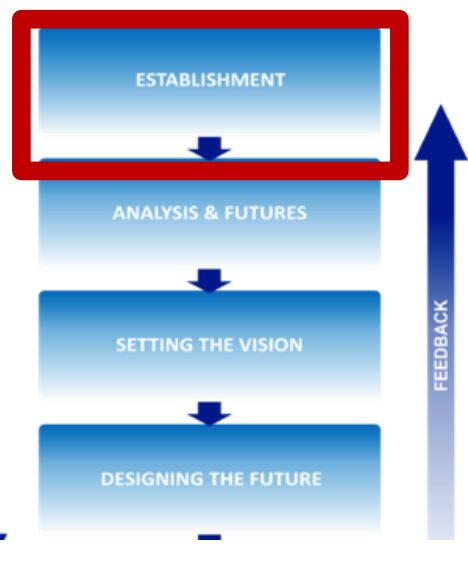 ESTABLISHMENT
ANALYSIS & FUTURES
SETTING THE VISION
DESIGNING THE FUTURE
FEEDBACK